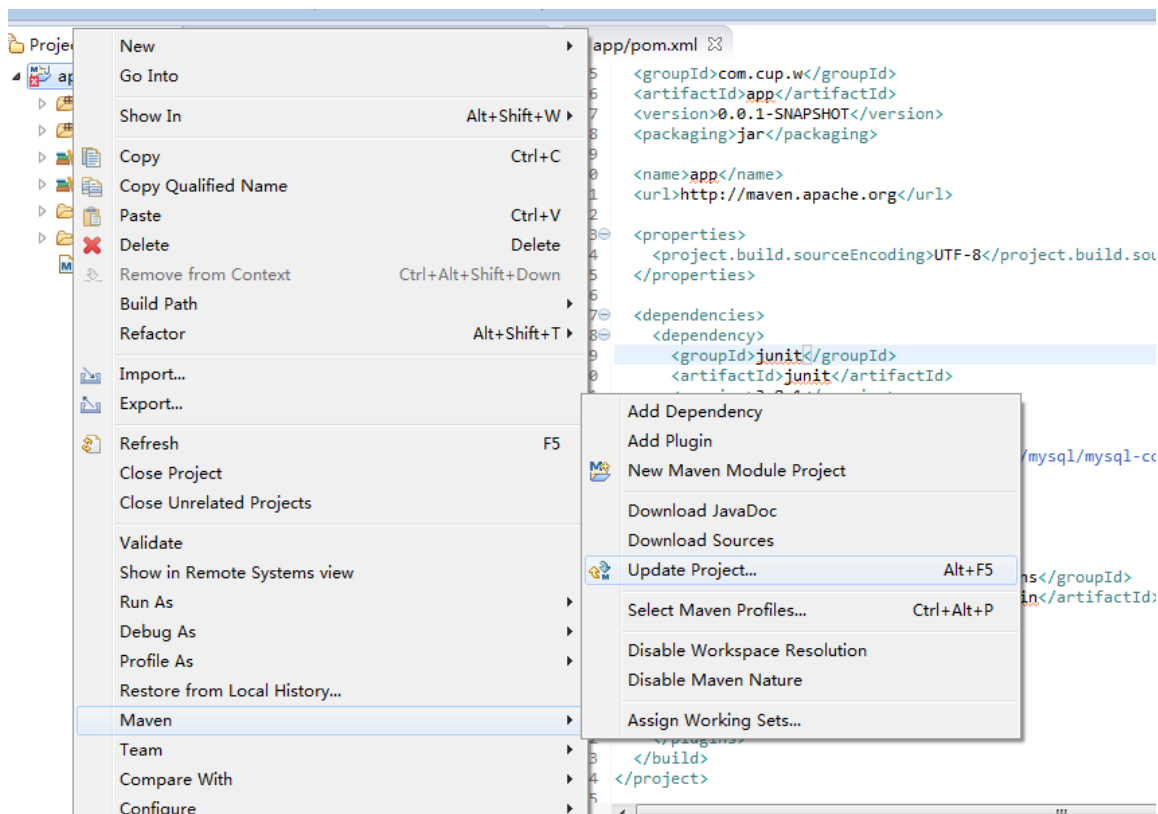 app/pom.xml
New
Go Into
Show In Alt+Shift+W
Copy Ctrl+C
Copy Qualified Name
Paste Ctrl+V
Delete Delete
Remove from Context Ctrl+Alt+Shift+Down
Build Path
Refactor Alt+Shift+T
Import...
Export...
Refresh F5
Close Project
Close Unrelated Projects
Validate
Show in Remote Systems view
Run As
Debug As
Profile As
Restore from Local History...
Maven
Team
Compare With
Configure
<groupId>com.cup.w</groupId>
<artifactId>app</artifactId>
<version>0.0.1-SNAPSHOT</version>
<packaging>jar</packaging>
<name>app</name>
<url>http://maven.apache.org</url>
<properties>
<project.build.sourceEncoding>UTF-8</project.build.sou
</properties>
<dependencies>
<dependency>
<groupId>junit</groupId>
<artifactId>junit</artifactId>
Add Dependency
Add Plugin
New Maven Module Project
Download JavaDoc
Download Sources
Update Project... Alt+F5
Select Maven Profiles... Ctrl+Alt+P
Disable Workspace Resolution
Disable Maven Nature
Assign Working Sets...
/mysql/mysql-co
ns</groupId>
in</artifactId>
</plugins>
</build>
</project>